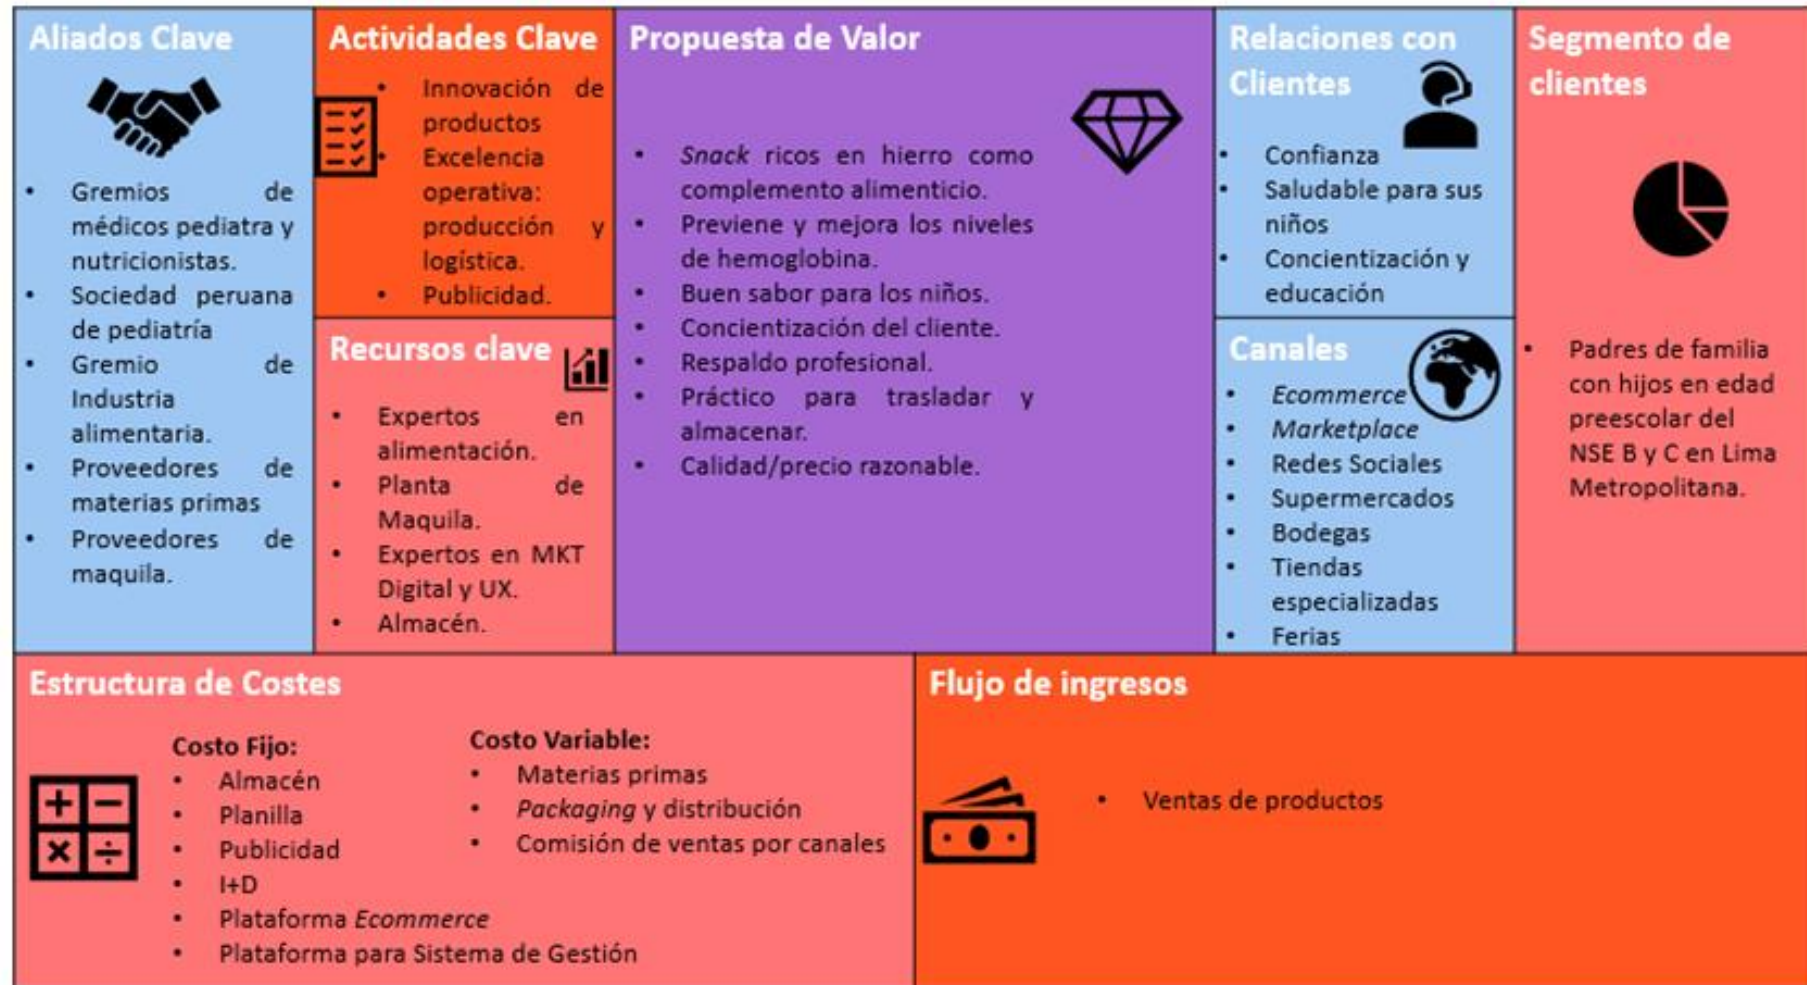 Aliados Clave
Gremios de
médicos pediatra y
nutricionistas.
Sociedad peruana
de pediatría
Gremio de
Industria
alimentaria.
Proveedores de
materias primas
Proveedores de
maquila.
Actividades Clave
Innovación de
productos
Excelencia
operativa:
producción y
logística.
Publicidad.
Recursos clave
Expertos en
alimentación.
Planta de
Maquila.
Expertos en MKT
Digital y UX.
Almacén.
Propuesta de Valor
Snack ricos en hierro como
complemento alimenticio.
Previene y mejora los niveles
de hemoglobina.
Buen sabor para los niños.
Concientización del cliente.
Respaldo profesional.
Práctico para trasladar y
almacenar.
Calidad/precio razonable.
Relaciones con
Clientes
Confianza
Saludable para sus
niños
Concientización y
educación
Canales
Ecommerce
Marketplace
Redes Sociales
Supermercados
Bodegas
Tiendas
especializadas
Ferias
Segmento de
clientes
Padres de familia
con hijos en edad
preescolar del
NSE B y C en Lima
Metropolitana.
Estructura de Costes
Costo Fijo:
Almacén
Planilla
Publicidad
I+D
Plataforma Ecommerce
Plataforma para Sistema de Gestión
Costo Variable:
Materias primas
Packaging y distribución
Comisión de ventas por canales
Flujo de ingresos
Ventas de productos